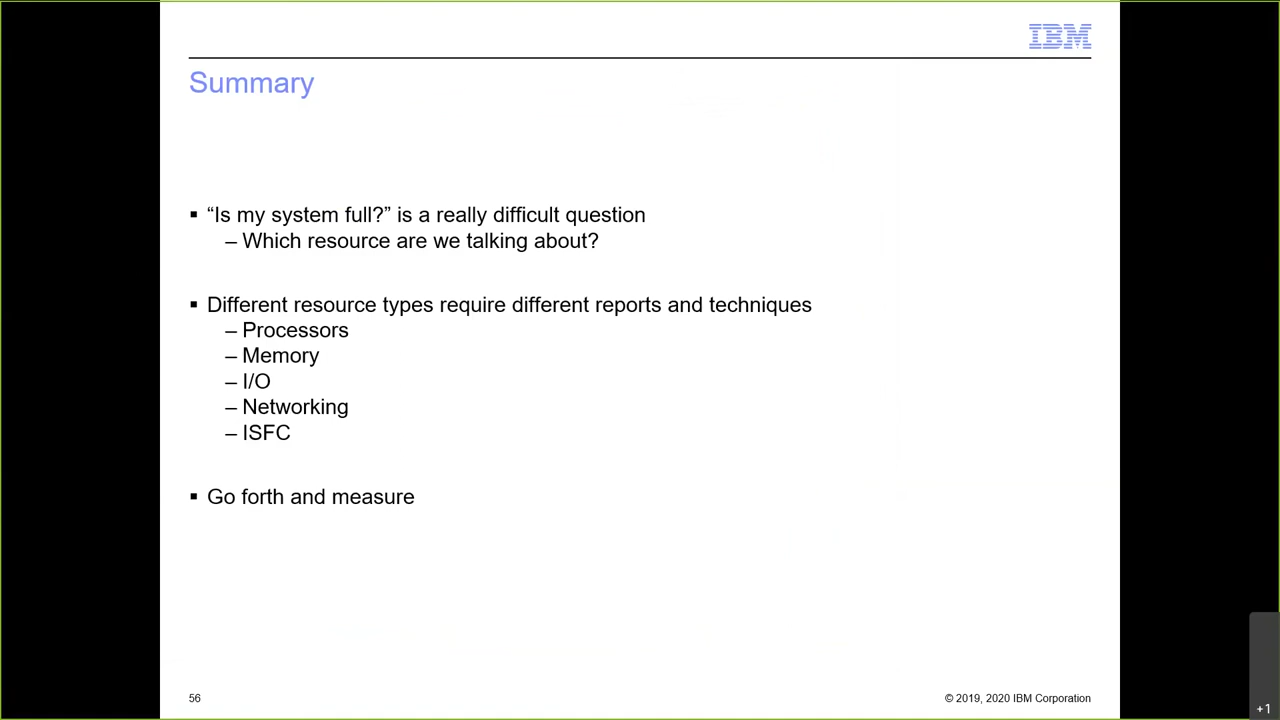 IBM
Summary
▪ “Is my system full?” is a really difficult question
– Which resource are we talking about?
▪ Different resource types require different reports and techniques
– Processors
– Memory
– I/O
– Networking
– ISFC
▪ Go forth and measure
56
© 2019, 2020 IBM Corporation
+1